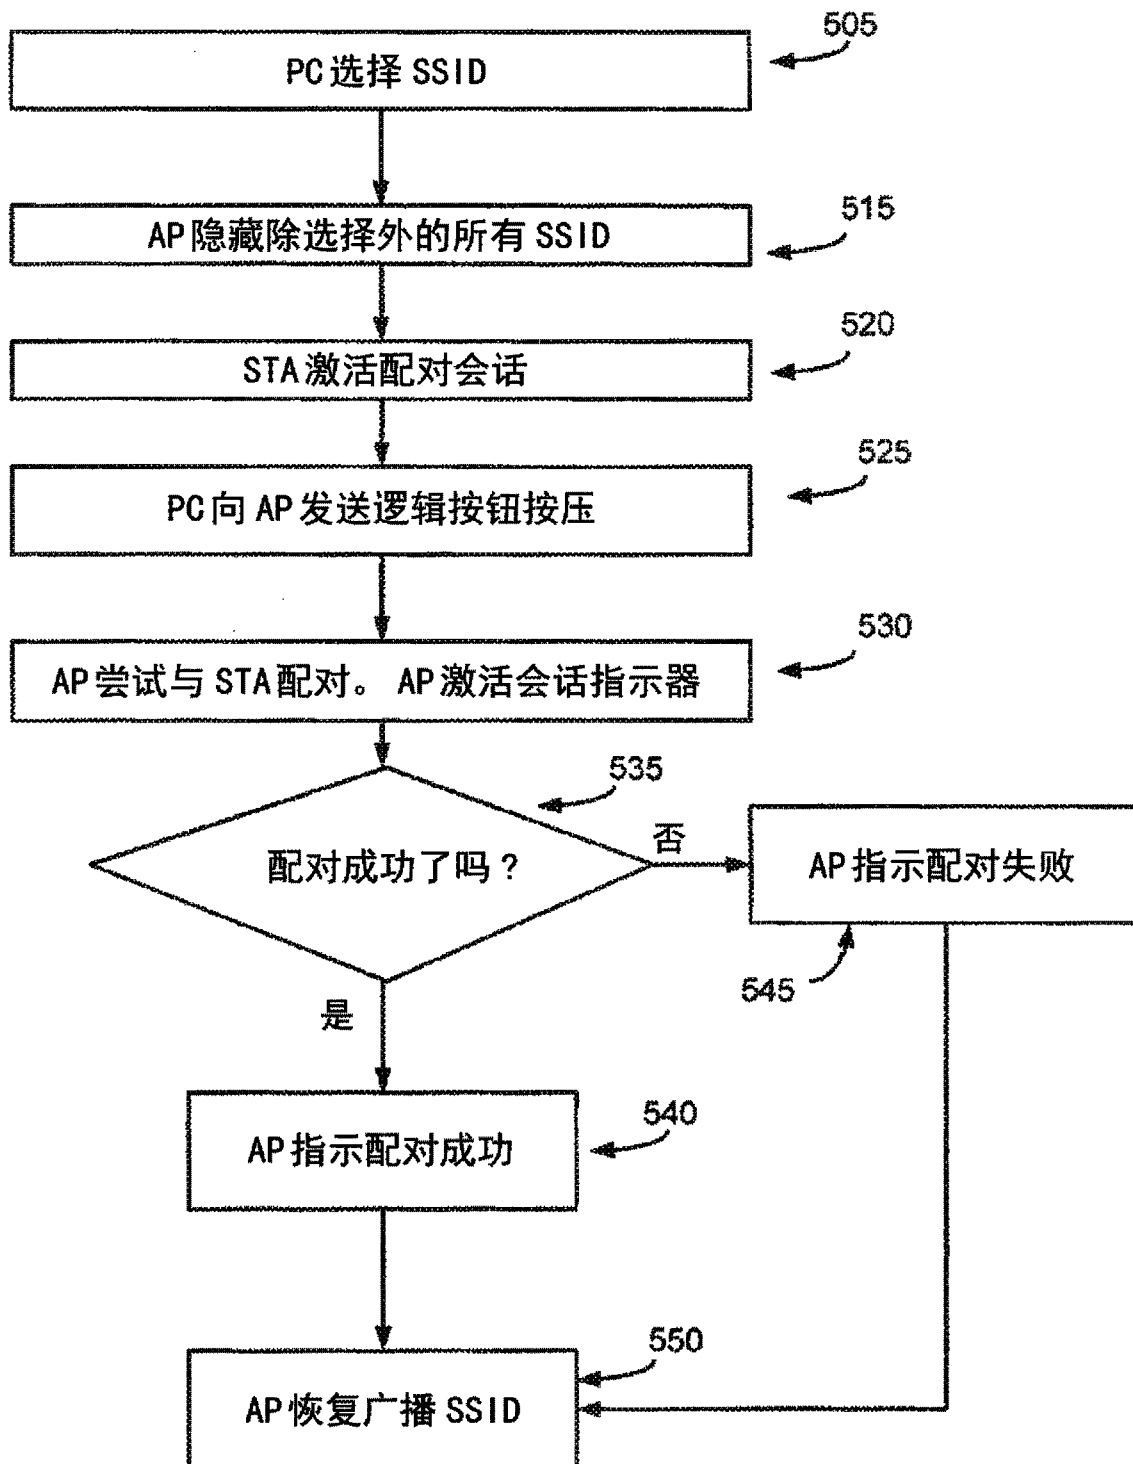 505
PC选择 SSID
515
AP隐藏除选择外的所有 SSID
520
STA激活配对会话
525
PC向 AP发送逻辑按钮按压
530
AP尝试与 STA配对。AP激活会话指示器
535
配对成功了吗?
否
AP指示配对失败
545
是
540
AP指示配对成功
550
AP恢复广播 SSID